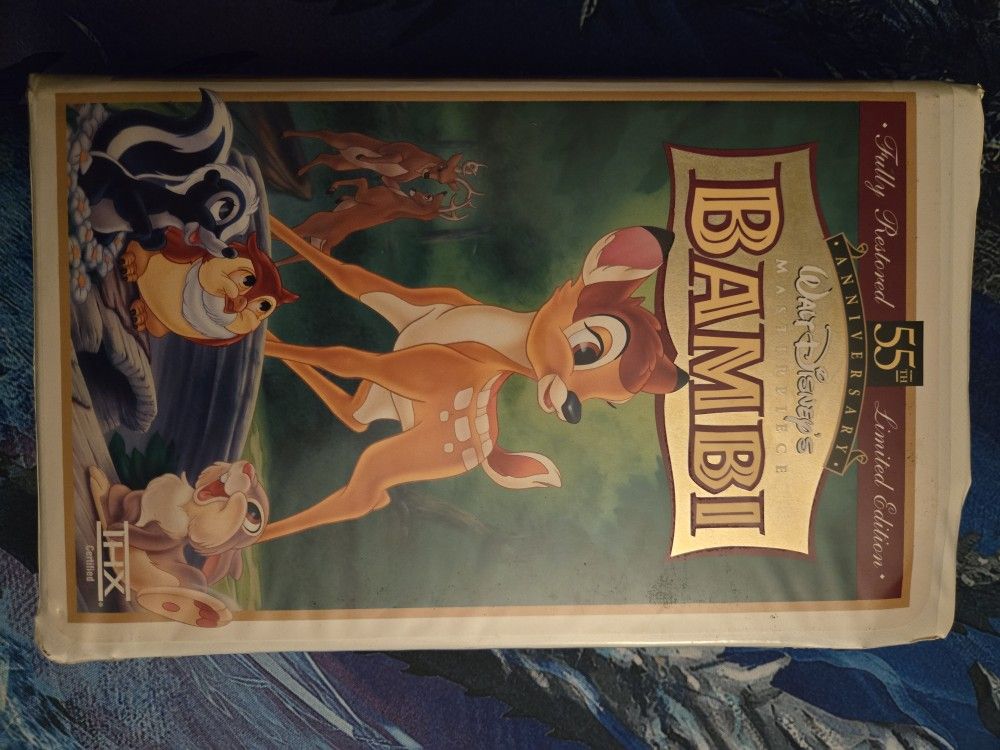 • Fully Restored 55TH Limited Edition •
• ANNIVERSARY •
WALT DISNEY'S
MASTERPIECE
BAMBI
THX
Certified